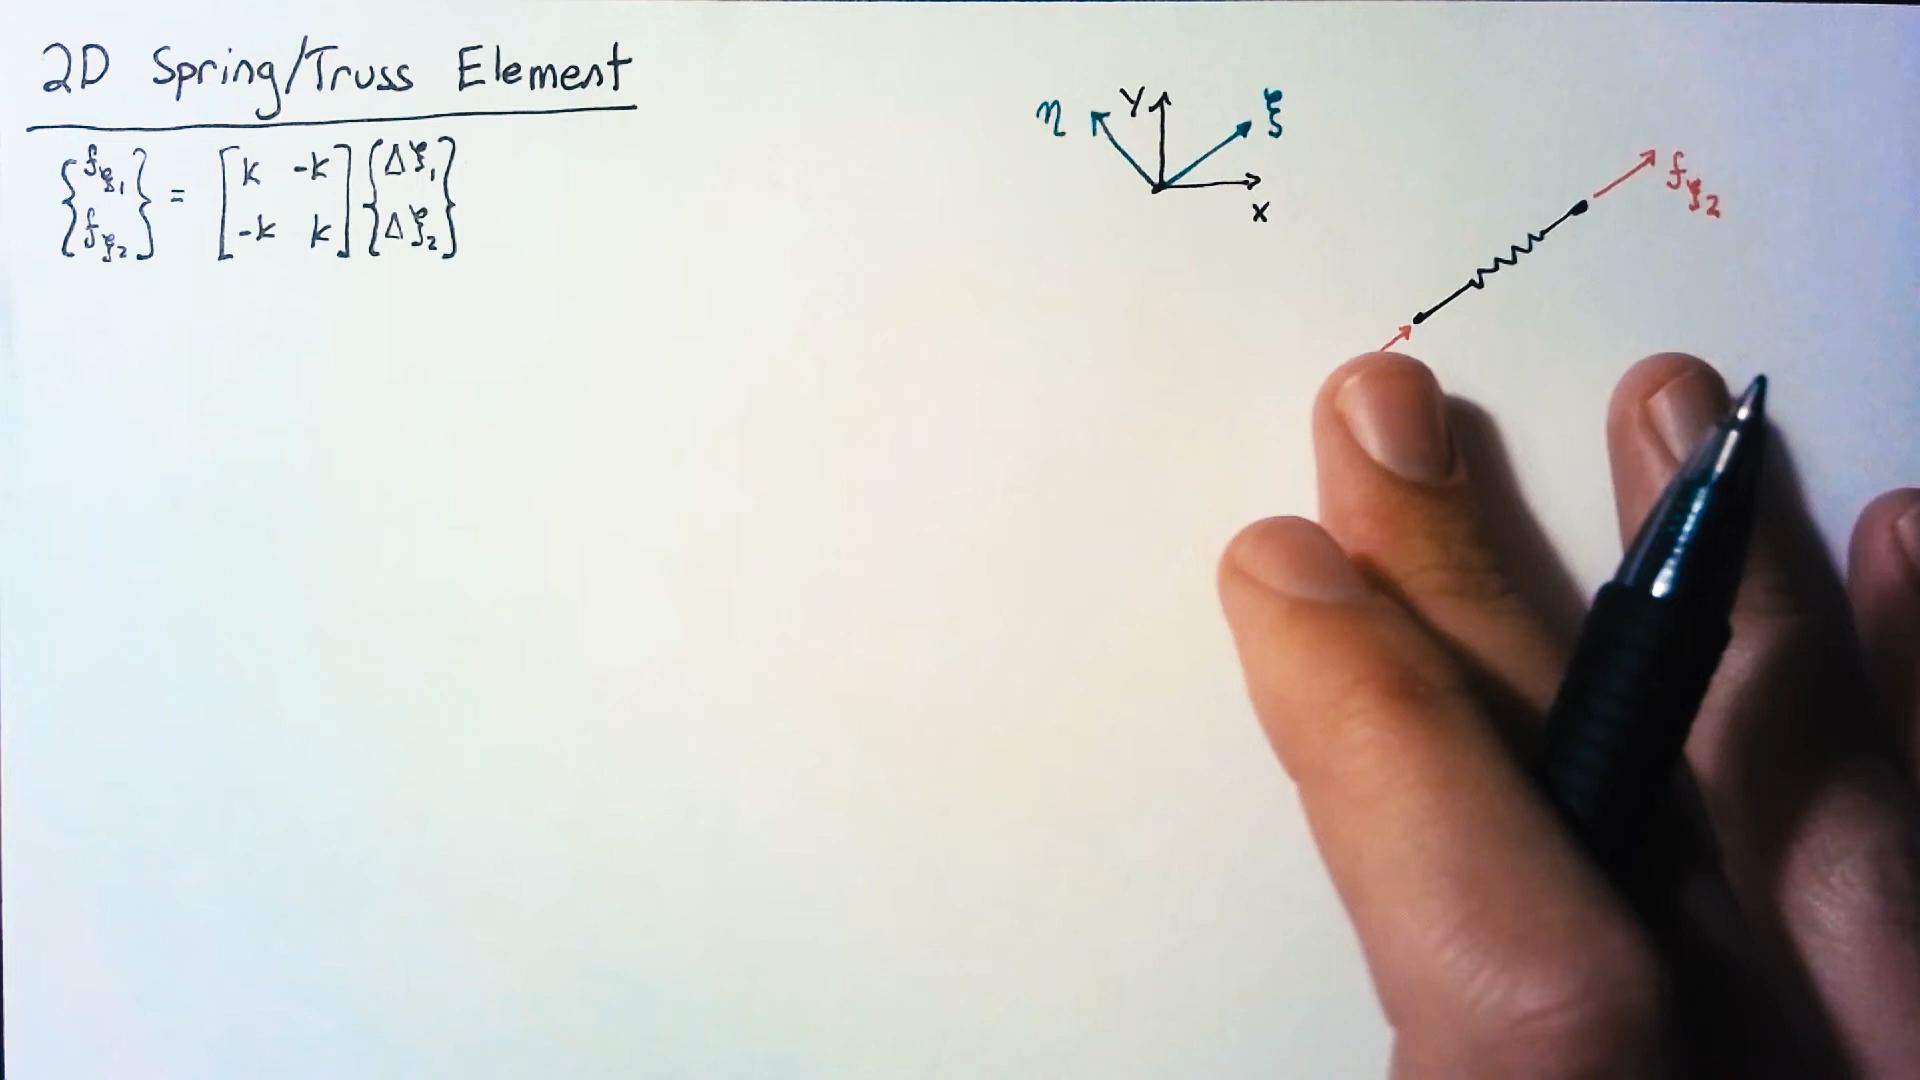 2D Spring/Truss Element
{fξ₁ fξ₂} = [k -k -k k] {Δξ₁ Δξ₂}
η Y ξ
x
fξ₂